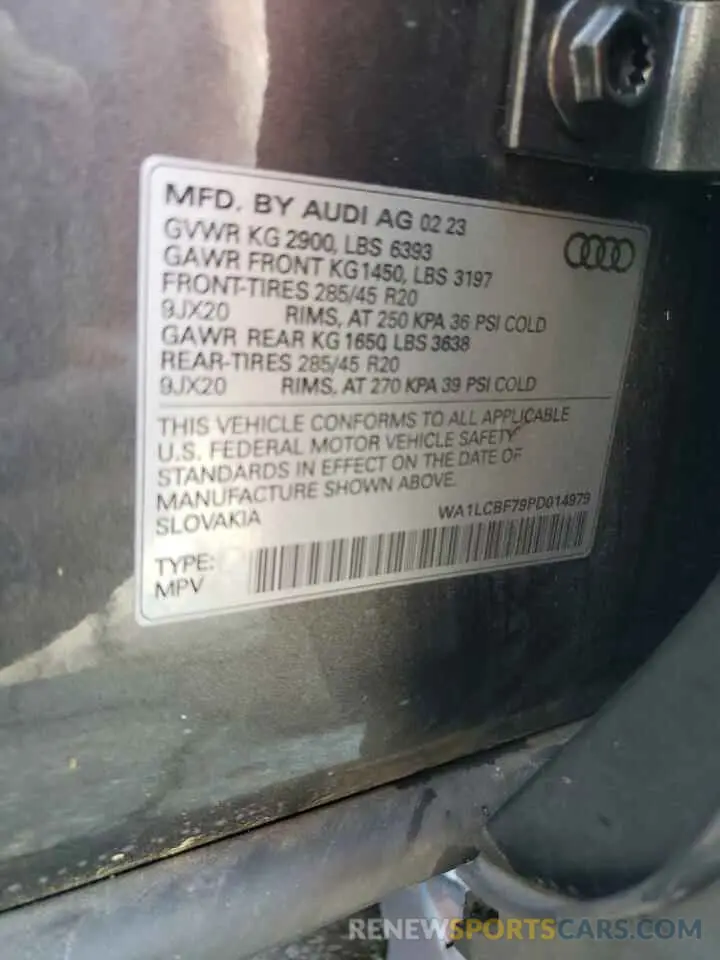 MFD. BY AUDI AG 02 23
GVWR KG 2900, LBS 6393
GAWR FRONT KG1450, LBS 3197
FRONT-TIRES 285/45 R20
9JX20 RIMS, AT 250 KPA 36 PSI COLD
GAWR REAR KG 1650, LBS 3638
REAR-TIRES 285/45 R20
9JX20 RIMS, AT 270 KPA 39 PSI COLD
THIS VEHICLE CONFORMS TO ALL APPLICABLE
U.S. FEDERAL MOTOR VEHICLE SAFETY
STANDARDS IN EFFECT ON THE DATE OF
MANUFACTURE SHOWN ABOVE.
SLOVAKIA WA1LCBF79PD014979
TYPE:
MPV
RENEWSPORTSCARS.COM